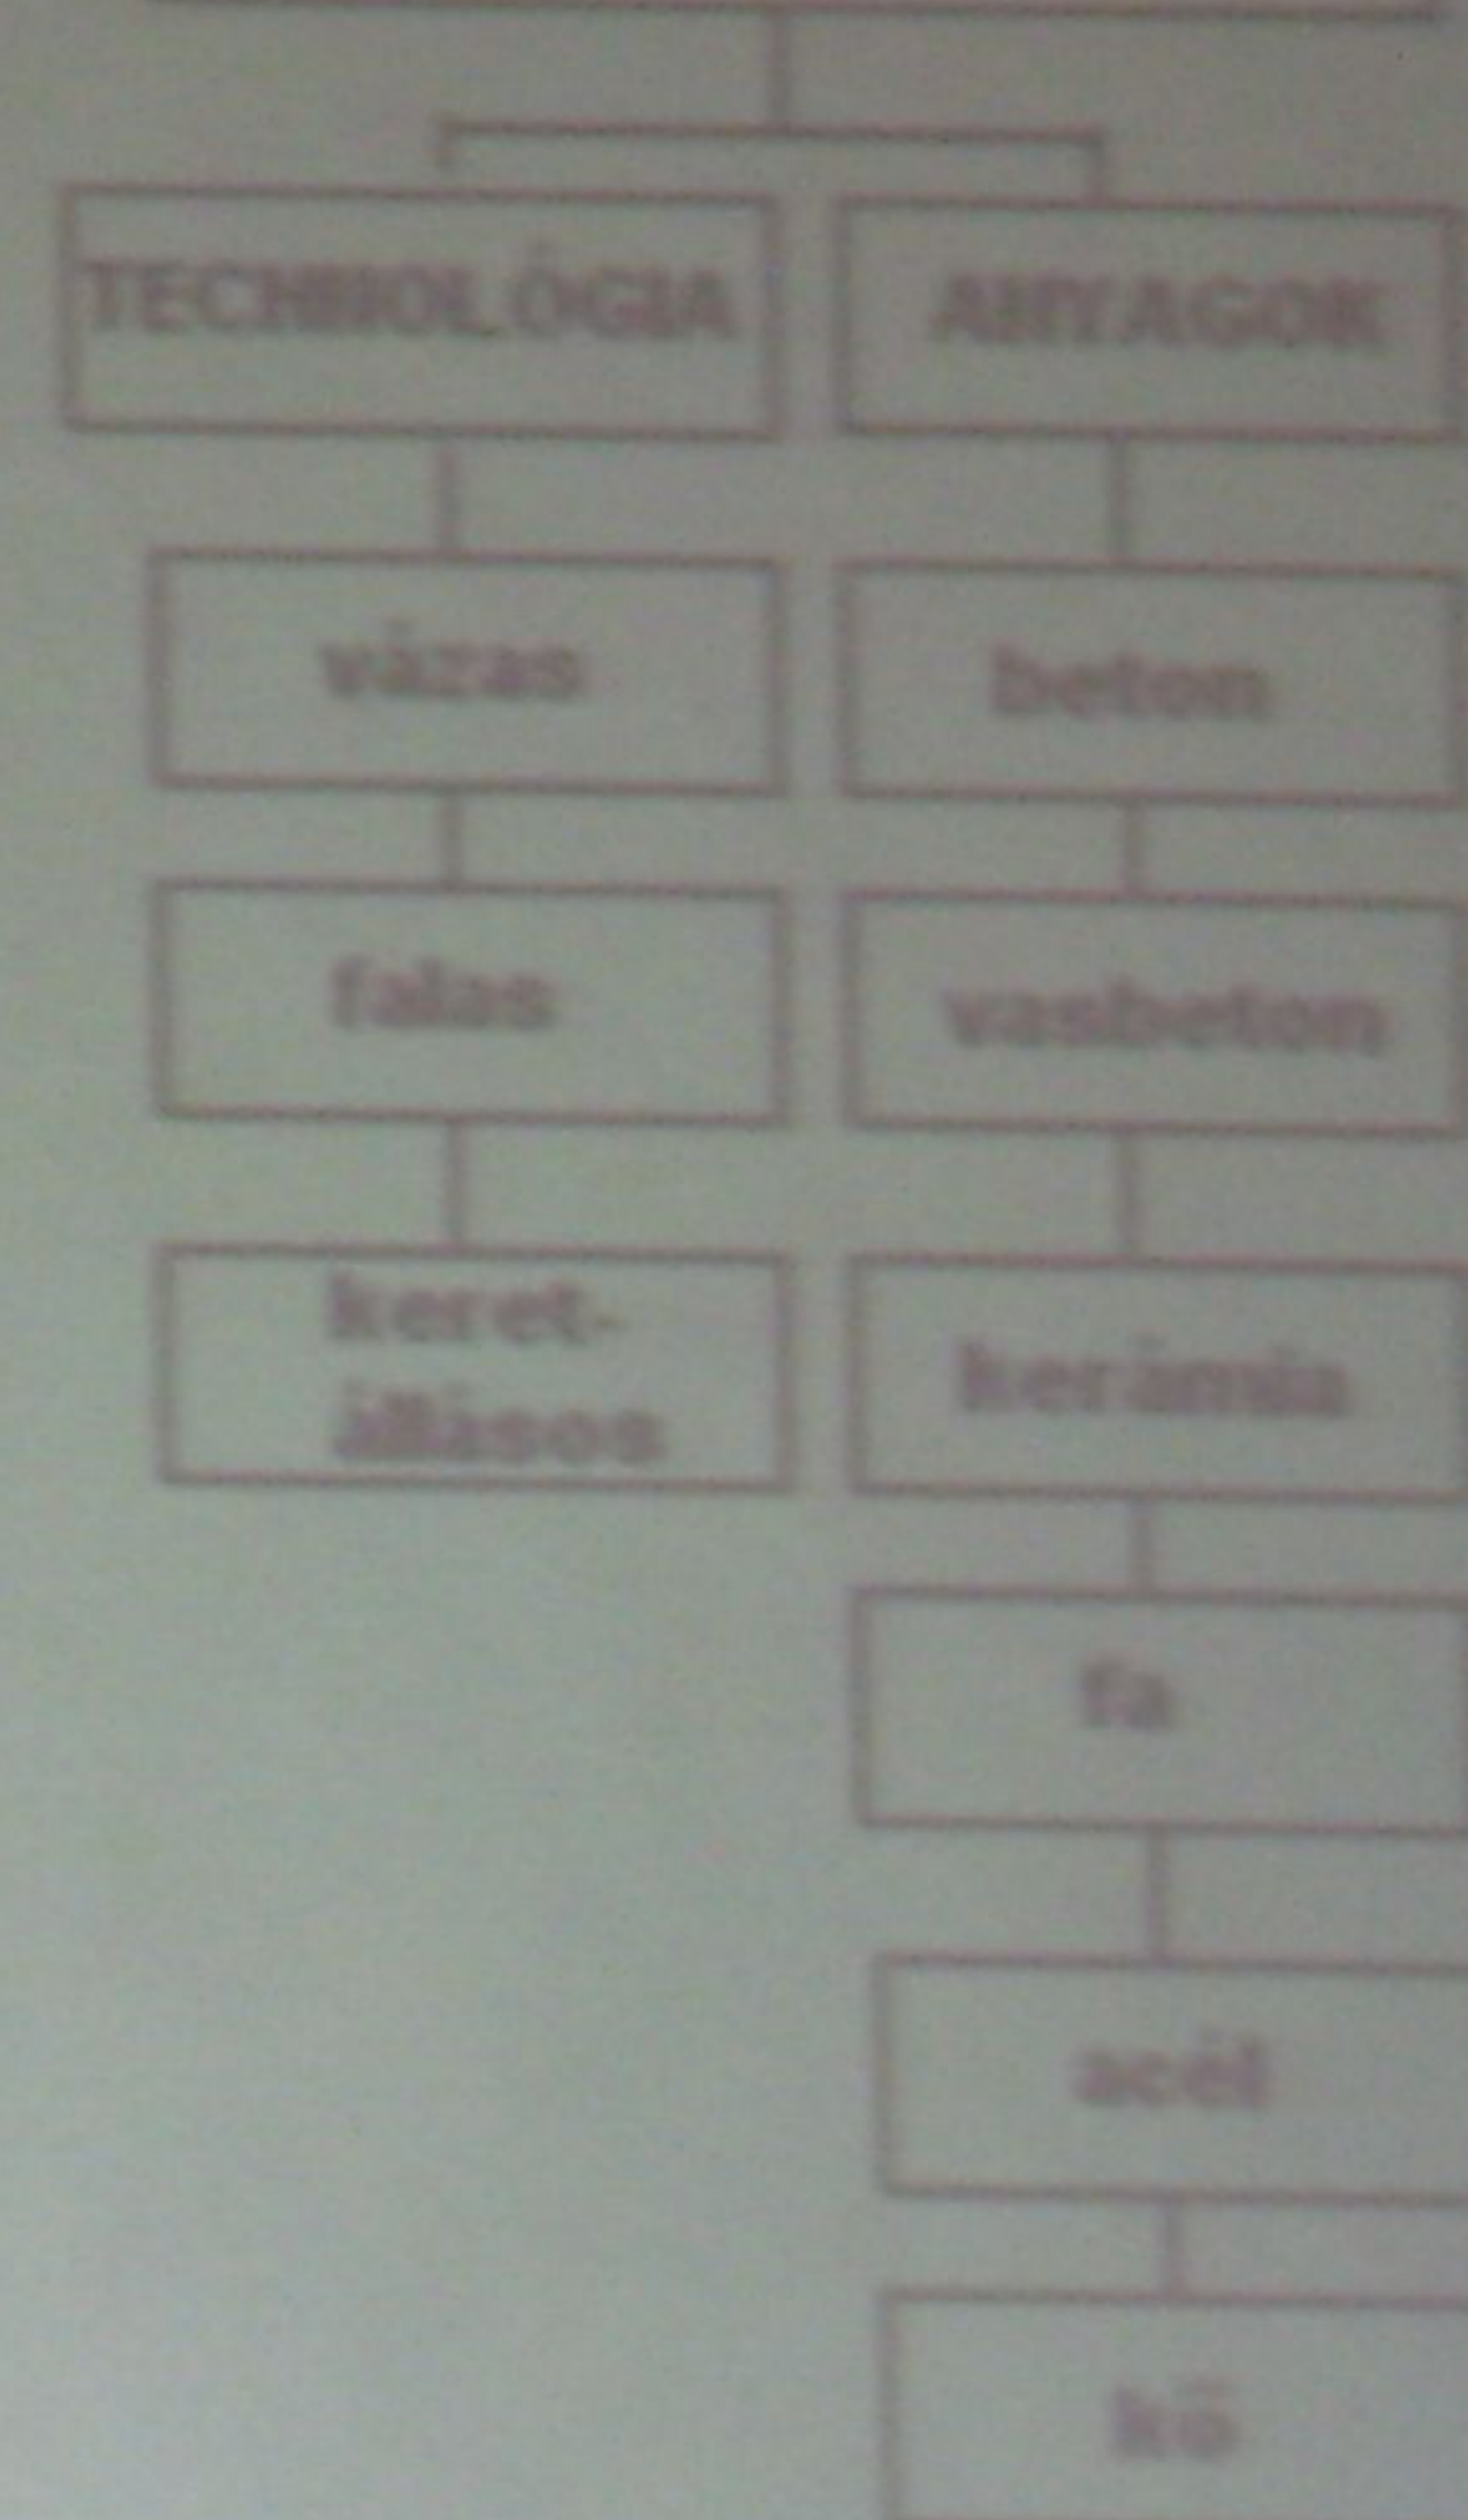 TECHNOLÓGIA
ANYAGOK
vázas
beton
falas
vasbeton
keret-
állásos
kerámia
fa
acél
kő